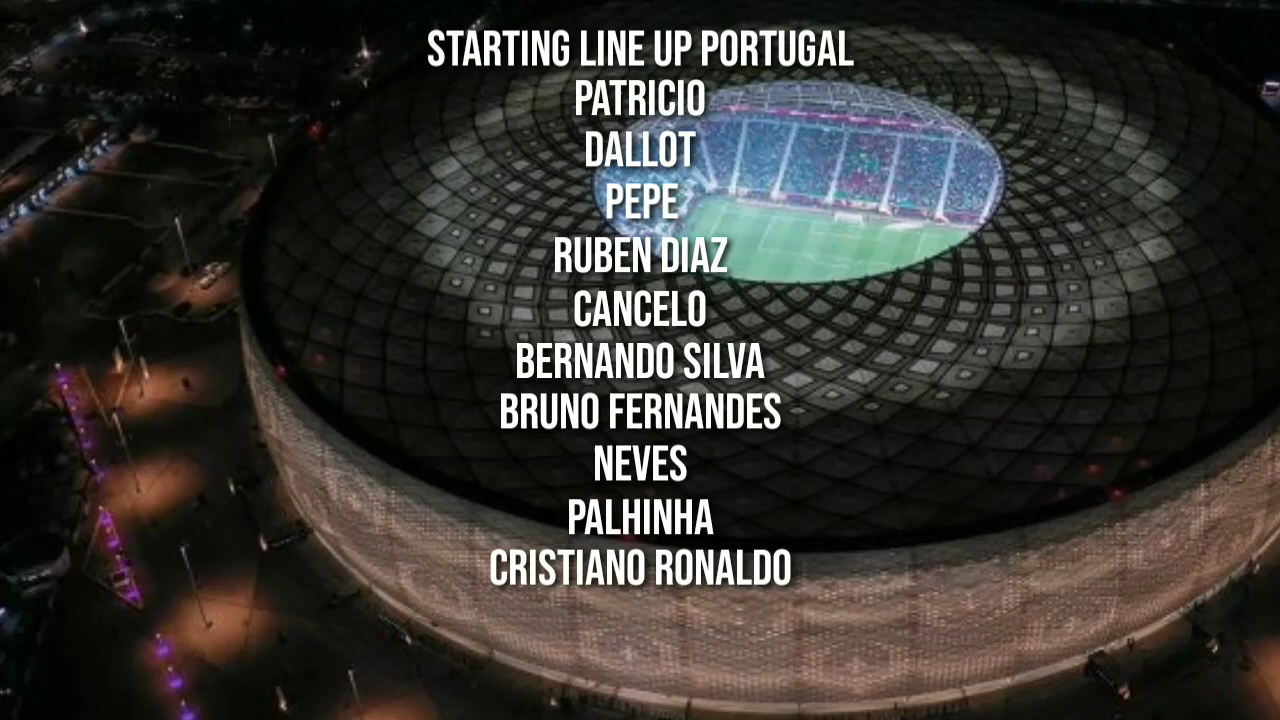 STARTING LINE UP PORTUGAL
PATRICIO
DALLOT
PEPE
RUBEN DIAZ
CANCELO
BERNANDO SILVA
BRUNO FERNANDES
NEVES
PALHINHA
CRISTIANO RONALDO